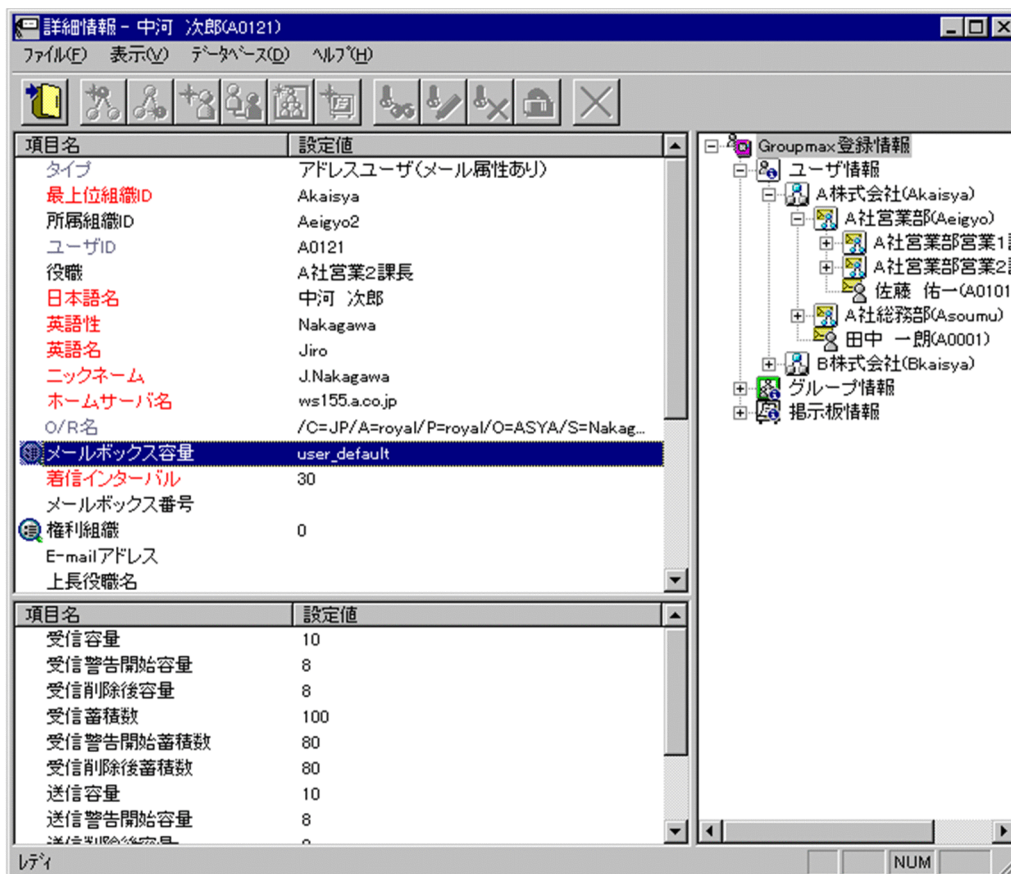 詳細情報 - 中河 次郎(A0121)
ファイル(F) 表示(V) データベース(D) ヘルプ(H)
項目名 設定値
タイプ アドレスユーザ(メール属性あり)
最上位組織ID Akaisya
所属組織ID Aeigyo2
ユーザID A0121
役職 A社営業2課長
日本語名 中河 次郎
英語性 Nakagawa
英語名 Jiro
ニックネーム J.Nakagawa
ホームサーバ名 ws155.a.co.jp
O/R名 /C=JP/A=royal/P=royal/O=ASYA/S=Nakag...
メールボックス容量 user_default
着信インターバル 30
メールボックス番号
権利組織 0
E-mailアドレス
上長役職名
項目名 設定値
受信容量 10
受信警告開始容量 8
受信削除後容量 8
受信蓄積数 100
受信警告開始蓄積数 80
受信削除後蓄積数 80
送信容量 10
送信警告開始容量 8
Groupmax登録情報
ユーザ情報
A株式会社(Akaisya)
A社営業部(Aeigyo)
A社営業部営業1
A社営業部営業2
佐藤 佑一(A0101
A社総務部(Asoumu)
田中 一朗(A0001)
B株式会社(Bkaisya)
グループ情報
掲示板情報
レディ NUM